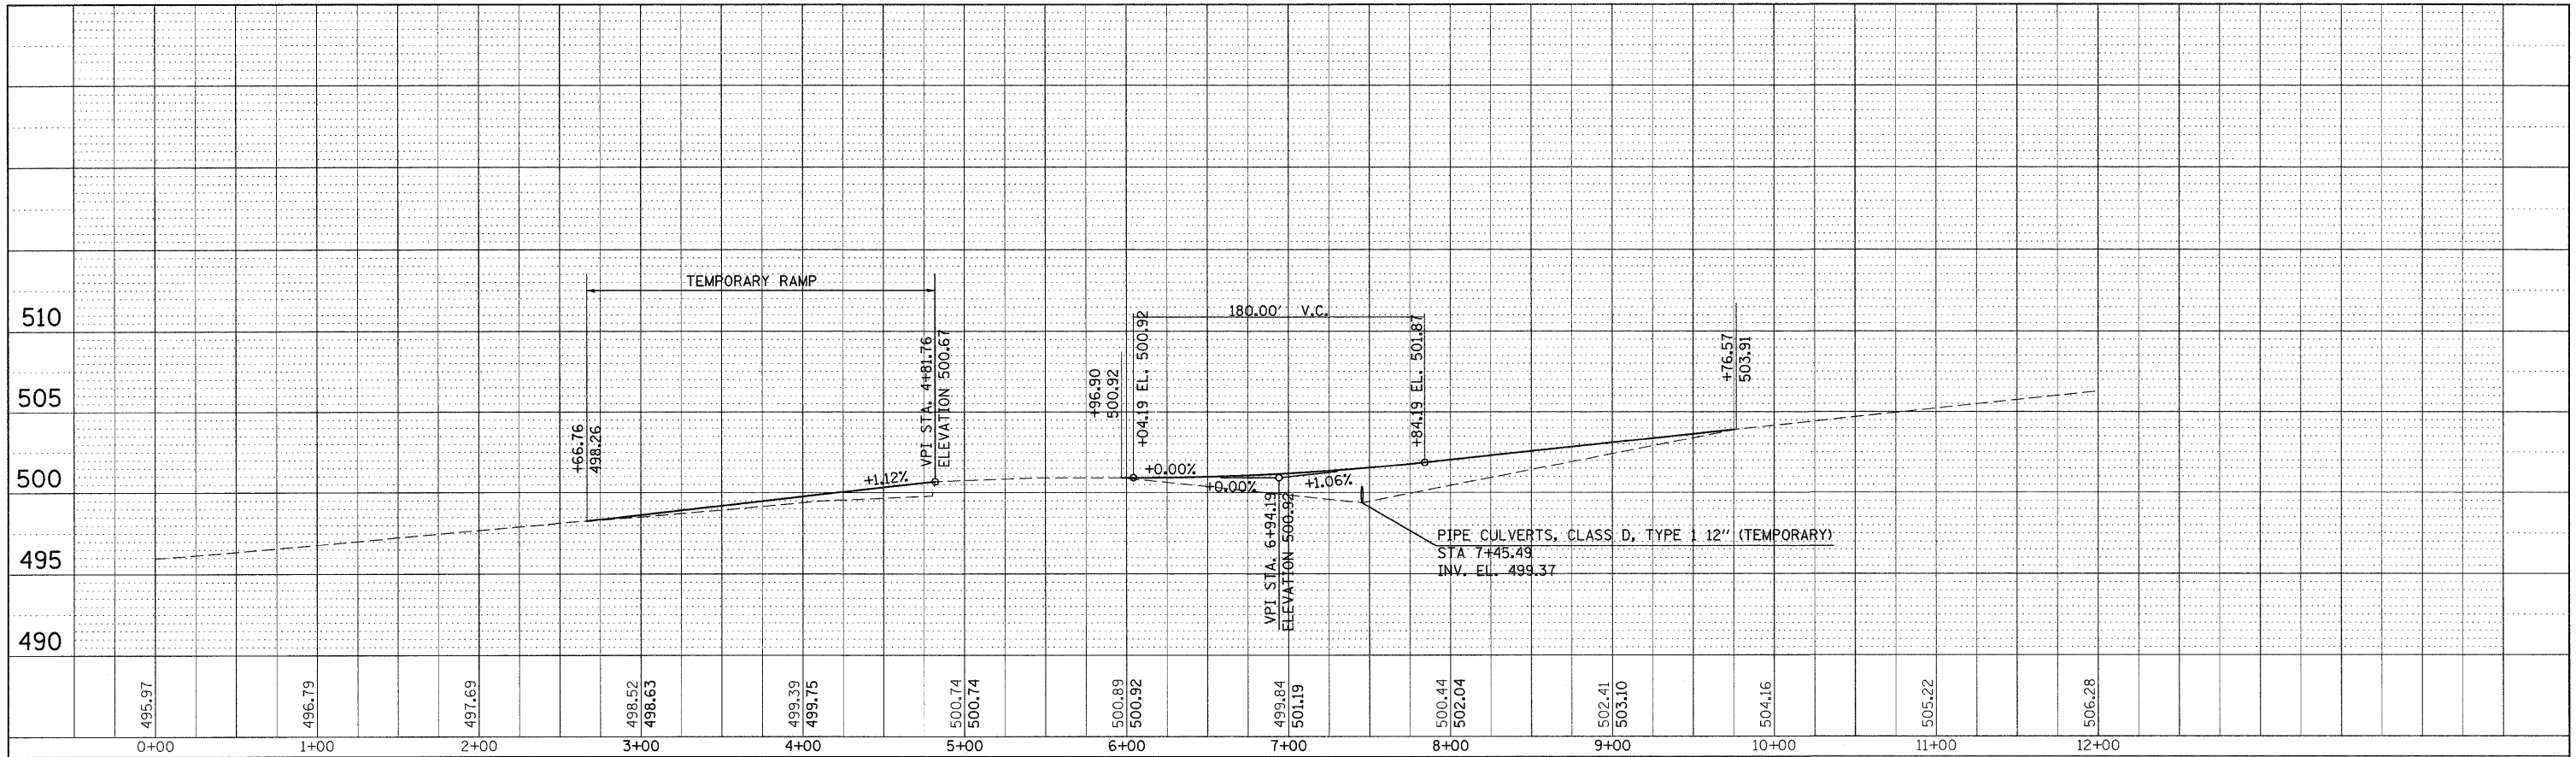 TEMPORARY RAMP
510
505
500
495
490
+66.76
498.26
+1.12%
VPI STA. 4+81.76
ELEVATION 500.67
+96.90
500.92
+04.19 EL. 500.92
180.00' V.C.
+84.19 EL. 501.87
+0.00%
+0.00%
+1.06%
VPI STA. 6+94.19
ELEVATION 500.92
+76.57
503.91
PIPE CULVERTS, CLASS D, TYPE 1 12" (TEMPORARY)
STA 7+45.49
INV. EL. 499.37
495.97
496.79
497.69
498.52
498.63
499.39
499.75
500.74
500.74
500.89
500.92
499.84
501.19
500.44
502.04
502.41
503.10
504.16
505.22
506.28
0+00 1+00 2+00 3+00 4+00 5+00 6+00 7+00 8+00 9+00 10+00 11+00 12+00